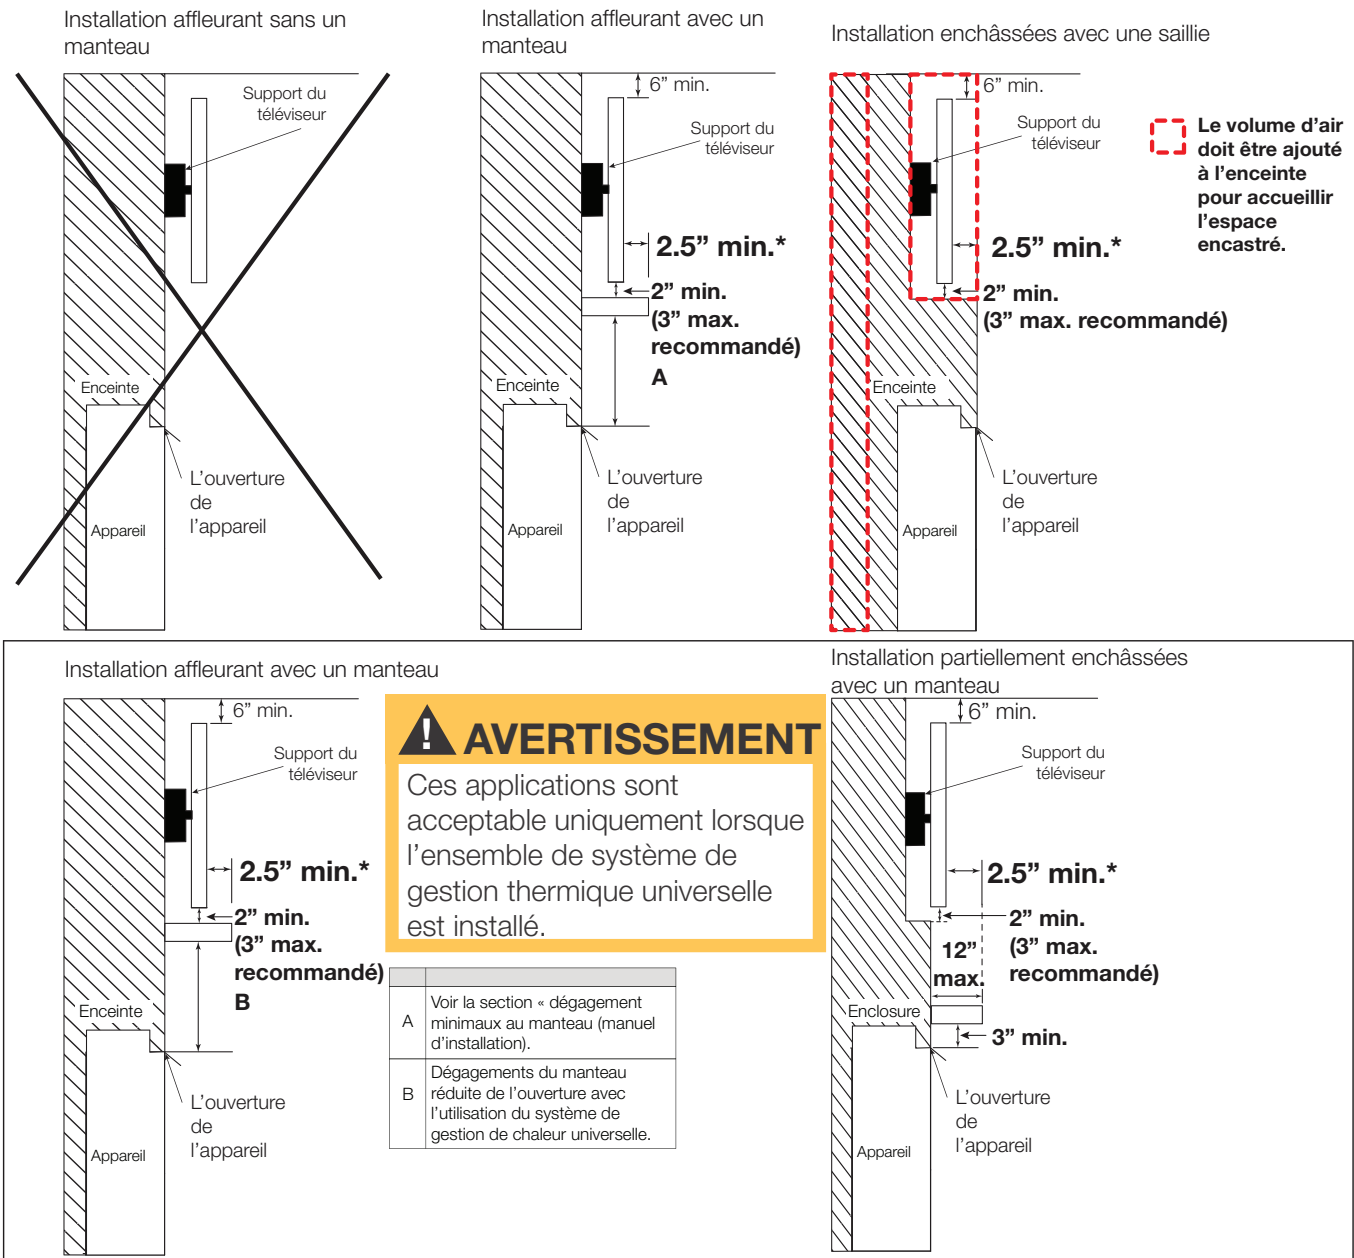 Installation affleurant sans un
manteau
Support du
téléviseur
Enceinte
L'ouverture
de
l'appareil
Appareil
Installation affleurant avec un
manteau
6" min.
Support du
téléviseur
2.5" min.*
2" min.
(3" max.
recommandé)
A
Enceinte
L'ouverture
de
l'appareil
Appareil
Installation enchâssées avec une saillie
6" min.
Support du
téléviseur
2.5" min.*
2" min.
(3" max. recommandé)
Enceinte
L'ouverture
de
l'appareil
Appareil
Le volume d'air
doit être ajouté
à l'enceinte
pour accueillir
l'espace
encastré.
Installation affleurant avec un manteau
6" min.
Support du
téléviseur
2.5" min.*
2" min.
(3" max.
recommandé)
B
Enceinte
L'ouverture
de
l'appareil
Appareil
! AVERTISSEMENT
Ces applications sont
acceptable uniquement lorsque
l'ensemble de système de
gestion thermique universelle
est installé.
A
Voir la section « dégagement
minimaux au manteau (manuel
d'installation).
B
Dégagements du manteau
réduite de l'ouverture avec
l'utilisation du système de
gestion de chaleur universelle.
Installation partiellement enchâssées
avec un manteau
6" min.
Support du
téléviseur
2.5" min.*
2" min.
(3" max.
recommandé)
12"
max.
Enclosure
3" min.
L'ouverture
de
l'appareil
Appareil